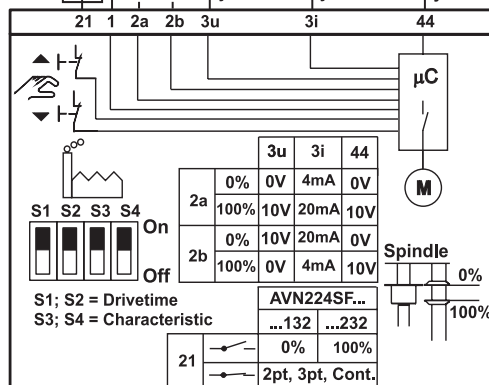 21 1 2a 2b 3u 3i 44
µC
M
3u 3i 44
2a 0% 0V 4mA 0V
100% 10V 20mA 10V
2b 0% 10V 20mA 0V
100% 0V 4mA 10V
S1 S2 S3 S4
On
Off
Spindle
0%
100%
S1; S2 = Drivetime
S3; S4 = Characteristic
AVN224SF...
...132 ...232
21 0% 100%
2pt, 3pt, Cont.